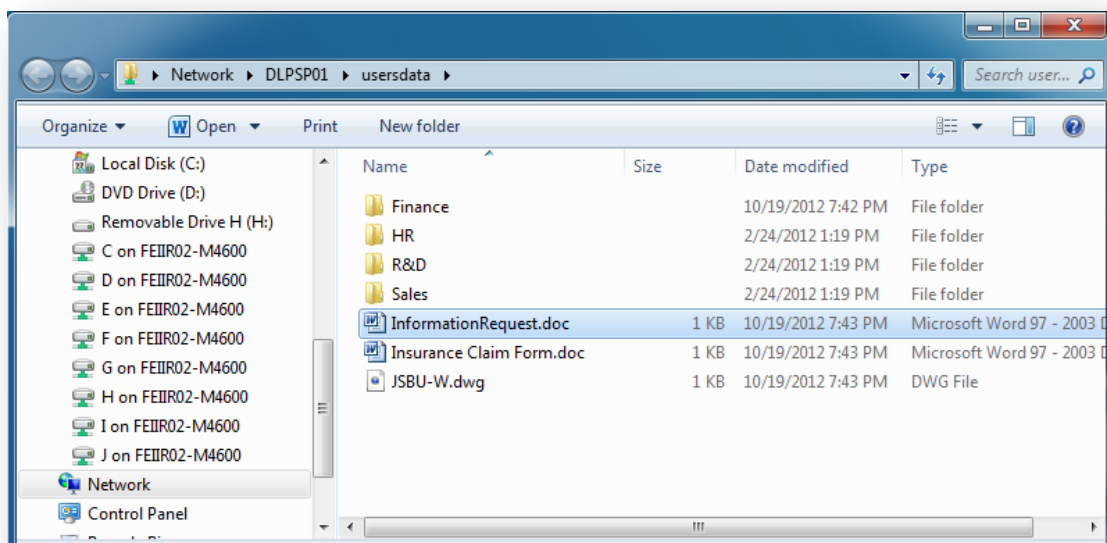 Network ▸ DLPSP01 ▸ usersdata ▸
Search user...
Organize Open Print New folder
Local Disk (C:)
DVD Drive (D:)
Removable Drive H (H:)
C on FEIIR02-M4600
D on FEIIR02-M4600
E on FEIIR02-M4600
F on FEIIR02-M4600
G on FEIIR02-M4600
H on FEIIR02-M4600
I on FEIIR02-M4600
J on FEIIR02-M4600
Network
Control Panel
Name Size Date modified Type
Finance 10/19/2012 7:42 PM File folder
HR 2/24/2012 1:19 PM File folder
R&D 2/24/2012 1:19 PM File folder
Sales 2/24/2012 1:19 PM File folder
InformationRequest.doc 1 KB 10/19/2012 7:43 PM Microsoft Word 97 - 2003
Insurance Claim Form.doc 1 KB 10/19/2012 7:43 PM Microsoft Word 97 - 2003
JSBU-W.dwg 1 KB 10/19/2012 7:43 PM DWG File